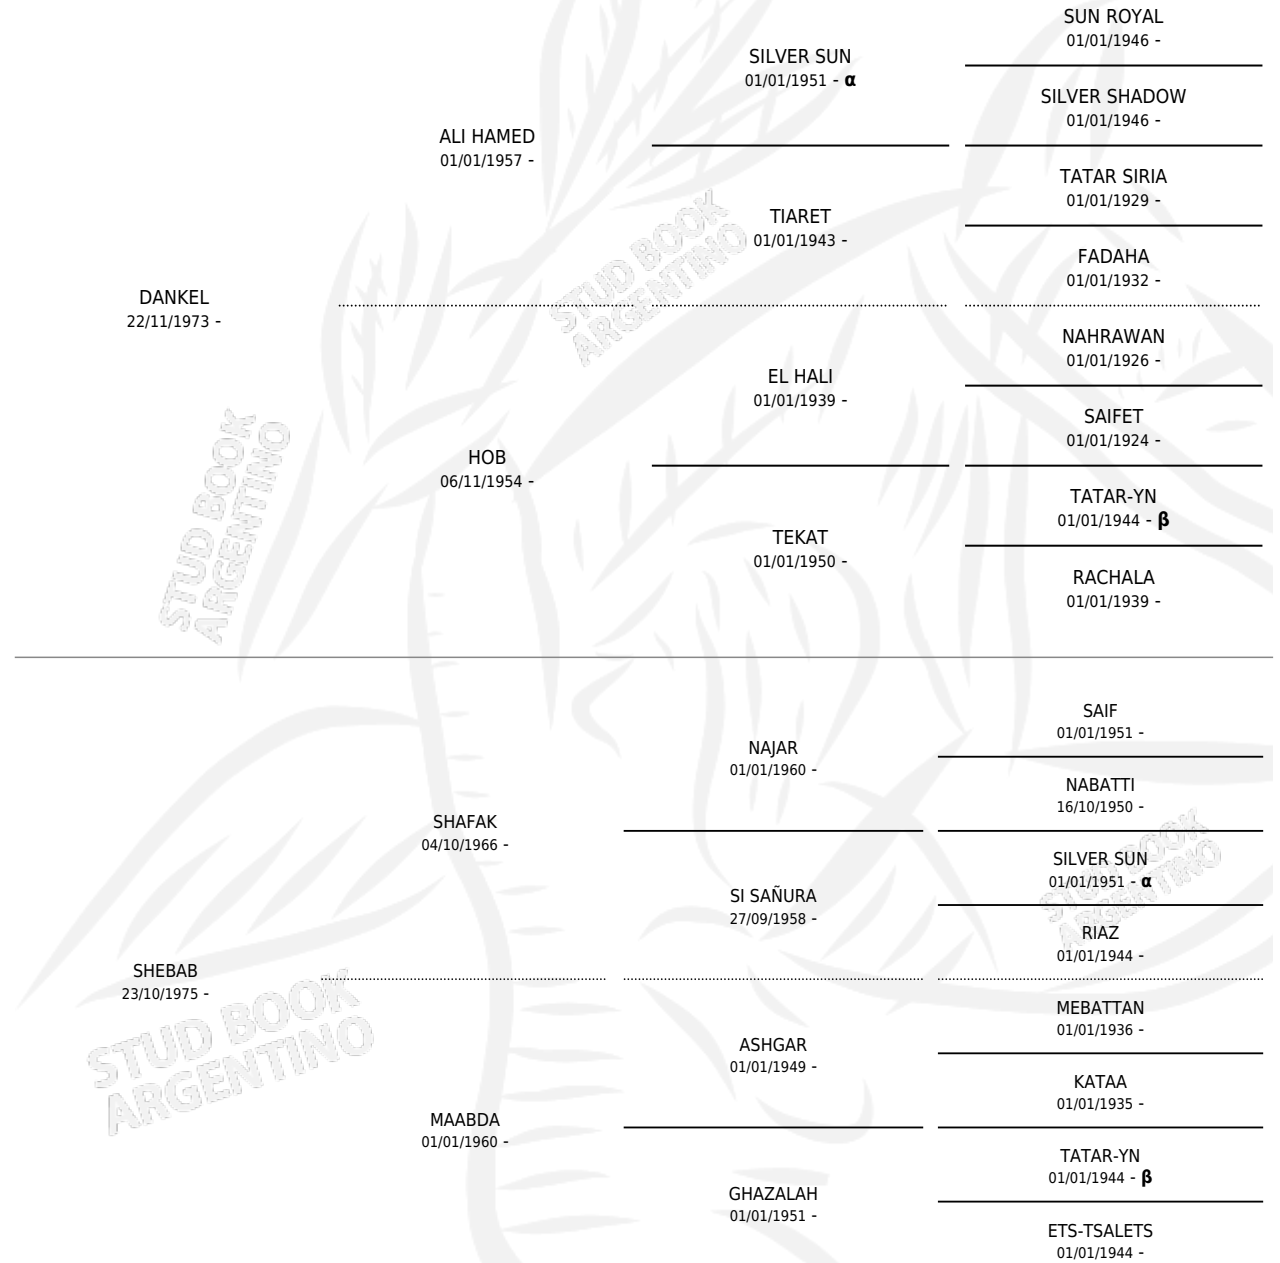 SUN ROYAL
01/01/1946 -
SILVER SUN
01/01/1951 - α
SILVER SHADOW
01/01/1946 -
ALI HAMED
01/01/1957 -
TATAR SIRIA
01/01/1929 -
TIARET
01/01/1943 -
FADAHA
01/01/1932 -
DANKEL
22/11/1973 -
NAHRAWAN
01/01/1926 -
EL HALI
01/01/1939 -
SAIFET
01/01/1924 -
HOB
06/11/1954 -
TATAR-YN
01/01/1944 - β
TEKAT
01/01/1950 -
RACHALA
01/01/1939 -
STUD BOOK
ARGENTINO
STUD BOOK
ARGENTINO
SAIF
01/01/1951 -
NAJAR
01/01/1960 -
NABATTI
16/10/1950 -
SHAFAK
04/10/1966 -
SILVER SUN
01/01/1951 - α
SI SAÑURA
27/09/1958 -
RIAZ
01/01/1944 -
SHEBAB
23/10/1975 -
MEBATTAN
01/01/1936 -
ASHGAR
01/01/1949 -
KATAA
01/01/1935 -
MAABDA
01/01/1960 -
TATAR-YN
01/01/1944 - β
GHAZALAH
01/01/1951 -
ETS-TSALETS
01/01/1944 -
STUD BOOK
ARGENTINO
STUD BOOK
ARGENTINO